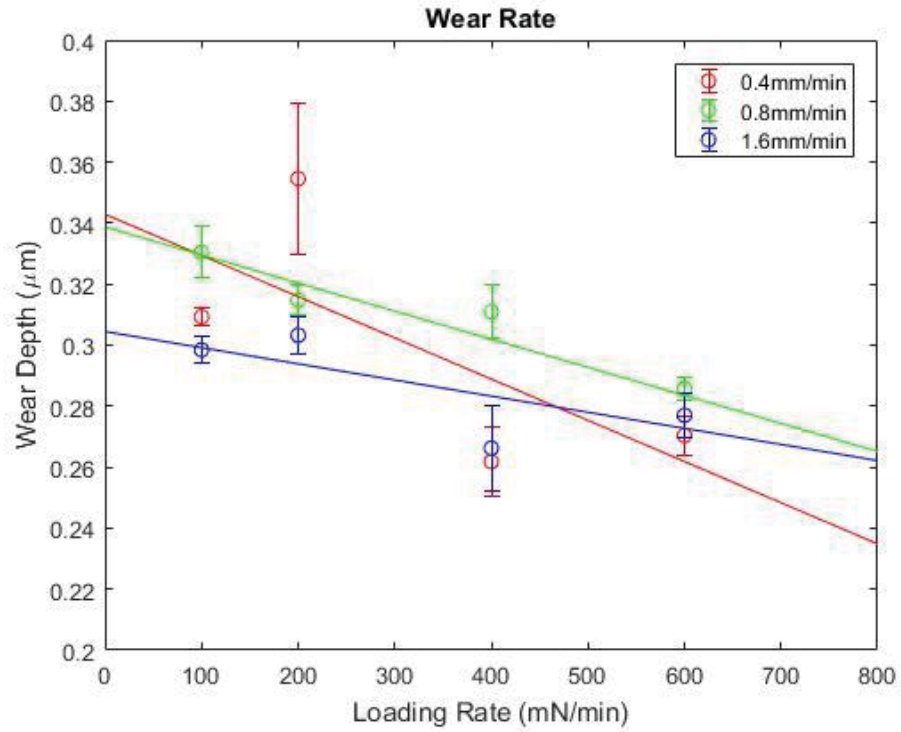 Wear Rate
0.4
0.38
0.36
0.34
0.32
0.3
0.28
0.26
0.24
0.22
0.2
Wear Depth (μm)
0.4mm/min
0.8mm/min
1.6mm/min
0 100 200 300 400 500 600 700 800
Loading Rate (mN/min)